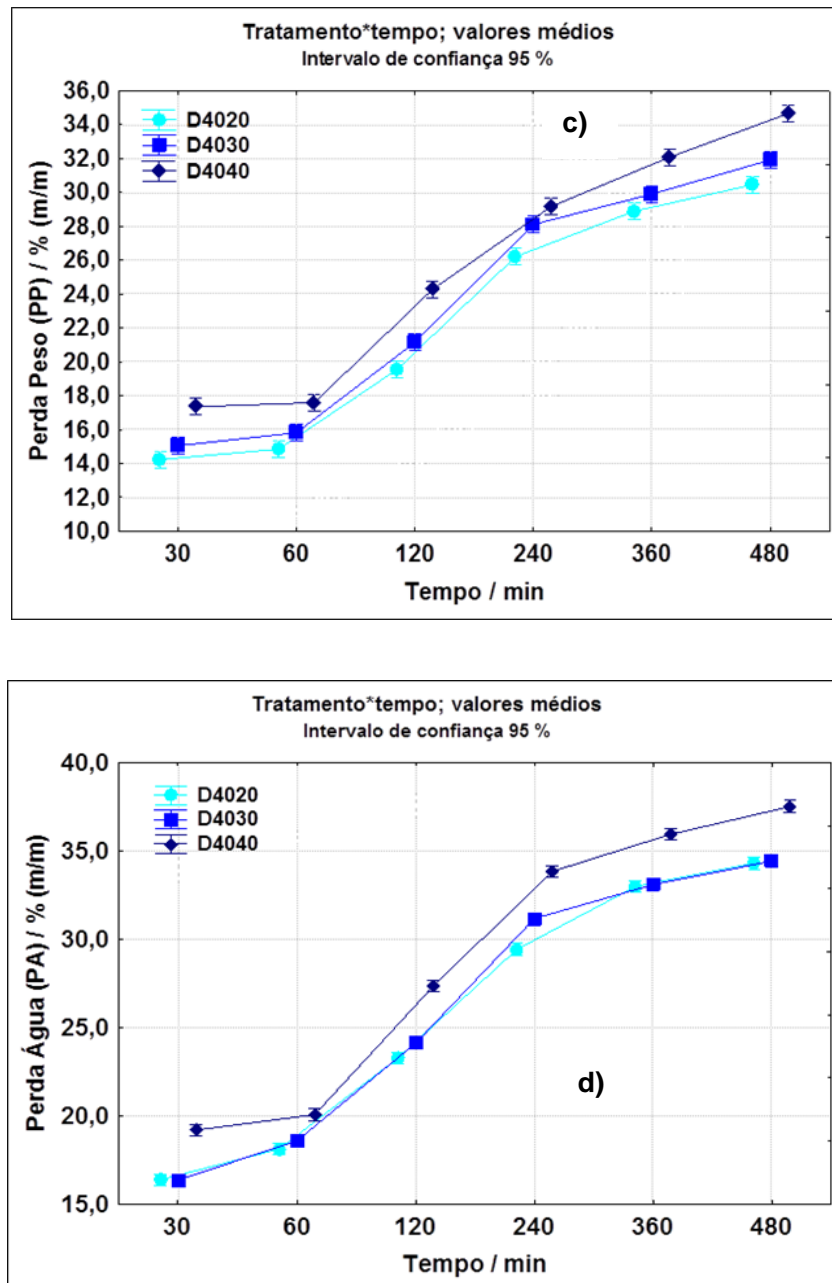 Tratamento*tempo; valores médios
Intervalo de confiança 95 %
36,0
34,0
32,0
30,0
28,0
26,0
24,0
22,0
20,0
18,0
16,0
14,0
12,0
10,0
Perda Peso (PP) / % (m/m)
D4020
D4030
D4040
c)
30 60 120 240 360 480
Tempo / min
Tratamento*tempo; valores médios
Intervalo de confiança 95 %
40,0
35,0
30,0
25,0
20,0
15,0
Perda Água (PA) / % (m/m)
D4020
D4030
D4040
d)
30 60 120 240 360 480
Tempo / min